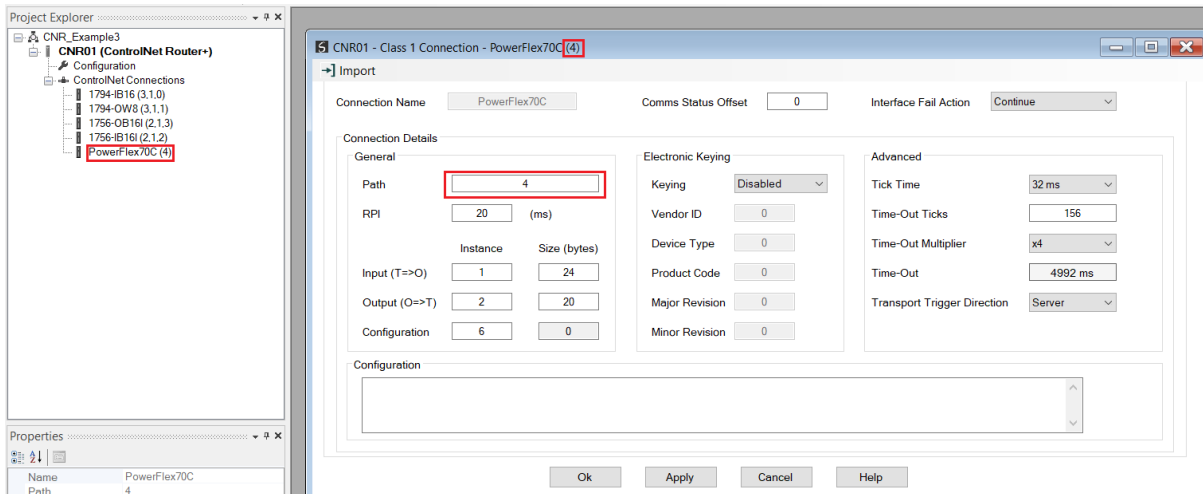 Project Explorer
CNR_Example3
CNR01 (ControlNet Router+)
Configuration
ControlNet Connections
1794-IB16 (3,1,0)
1794-OW8 (3,1,1)
1756-OB16I (2,1,3)
1756-IB16I (2,1,2)
PowerFlex70C (4)
Properties
Name PowerFlex70C
Path 4
CNR01 - Class 1 Connection - PowerFlex70C (4)
Import
Connection Name PowerFlex70C Comms Status Offset 0 Interface Fail Action Continue
Connection Details
General Electronic Keying Advanced
Path 4 Keying Disabled Tick Time 32 ms
RPI 20 (ms) Vendor ID 0 Time-Out Ticks 156
Instance Size (bytes) Device Type 0 Time-Out Multiplier x4
Input (T=>O) 1 24 Product Code 0 Time-Out 4992 ms
Output (O=>T) 2 20 Major Revision 0 Transport Trigger Direction Server
Configuration 6 0 Minor Revision 0
Configuration
Ok Apply Cancel Help